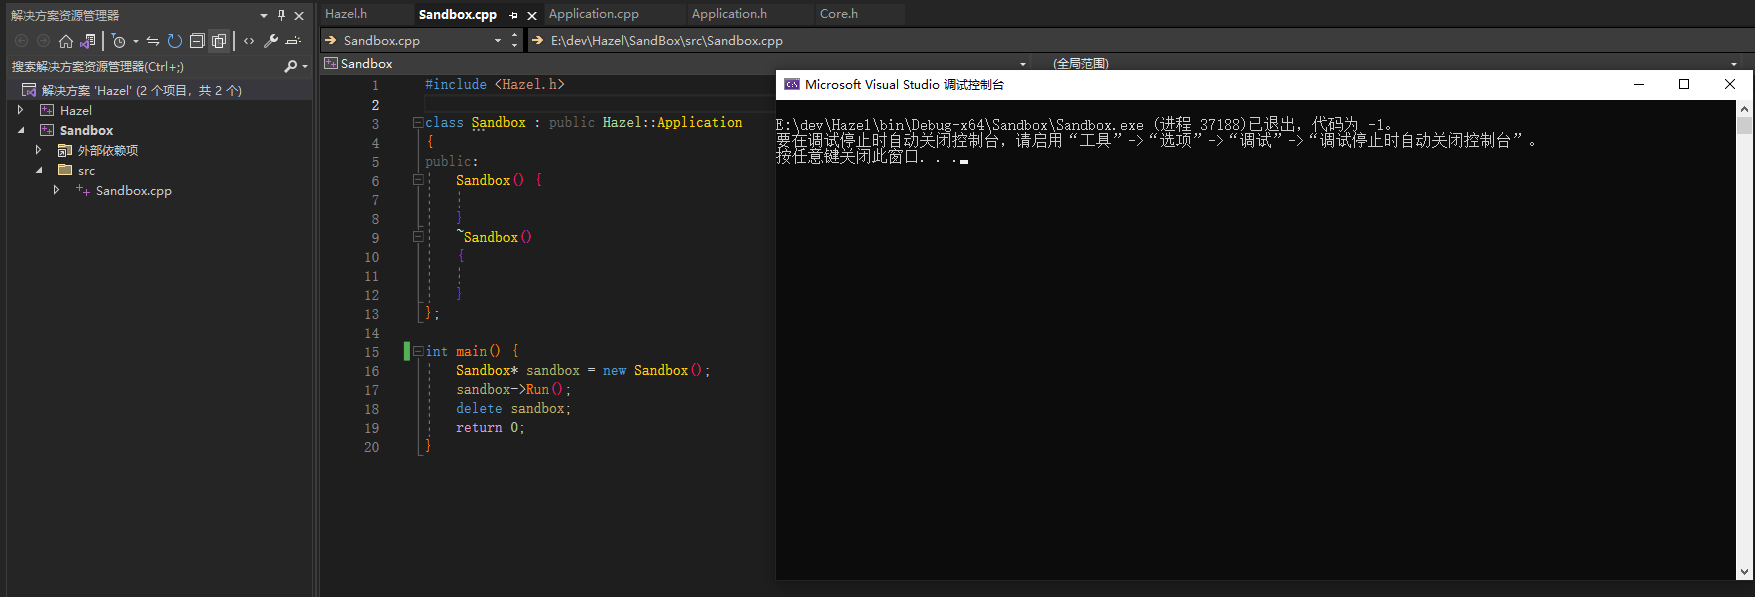 解决方案资源管理器
搜索解决方案资源管理器(Ctrl+;)
解决方案 'Hazel' (2 个项目，共 2 个)
Hazel
Sandbox
外部依赖项
src
Sandbox.cpp
Hazel.h
Sandbox.cpp
Application.cpp
Application.h
Core.h
Sandbox.cpp
E:\dev\Hazel\SandBox\src\Sandbox.cpp
Sandbox
(全局范围)
1 #include <Hazel.h>
2
3 class Sandbox : public Hazel::Application
4 {
5 public:
6 Sandbox() {
7
8 }
9 ~Sandbox()
10 {
11
12 }
13 };
14
15 int main() {
16 Sandbox* sandbox = new Sandbox();
17 sandbox->Run();
18 delete sandbox;
19 return 0;
20 }
Microsoft Visual Studio 调试控制台
E:\dev\Hazel\bin\Debug-x64\Sandbox\Sandbox.exe (进程 37188)已退出，代码为 -1。
要在调试停止时自动关闭控制台，请启用“工具”->“选项”->“调试”->“调试停止时自动关闭控制台”。
按任意键关闭此窗口. . .